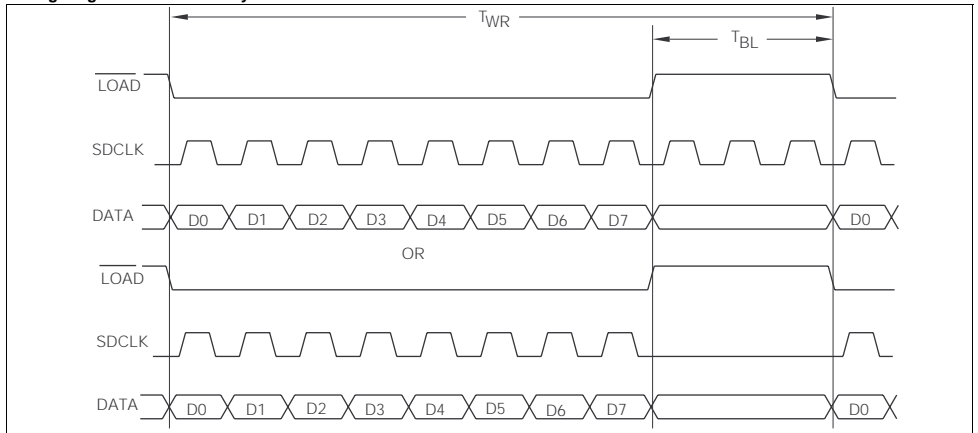 TWR
TBL
LOAD
SDCLK
DATA D0 D1 D2 D3 D4 D5 D6 D7 D0
OR
LOAD
SDCLK
DATA D0 D1 D2 D3 D4 D5 D6 D7 D0